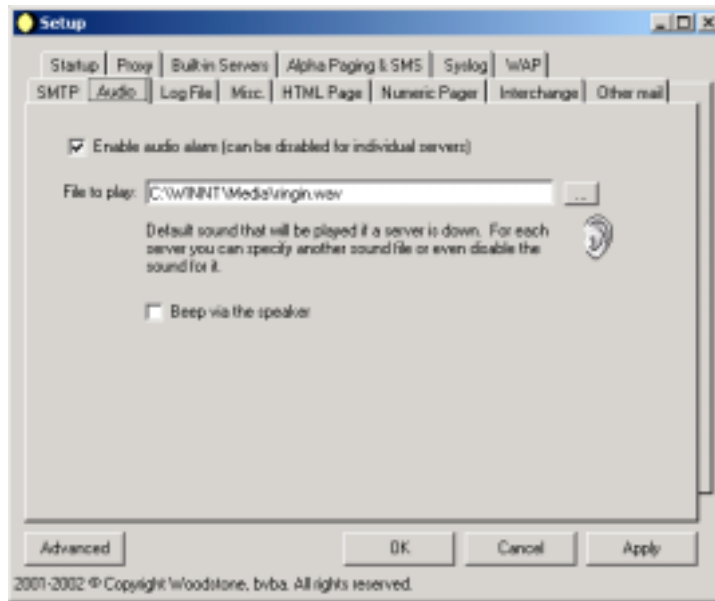 Setup
Startup Proxy Built-in Servers Alpha Paging & SMS Syslog WAP
SMTP Audio Log File Misc. HTML Page Numeric Pager Interchange Other mail
Enable audio alarm (can be disabled for individual servers)
File to play: C:\WINNT\Media\ringin.wav ...
Default sound that will be played if a server is down. For each
server you can specify another sound file or even disable the
sound for it.
Beep via the speaker
Advanced OK Cancel Apply
2001-2002 © Copyright Woodstone, bvba. All rights reserved.